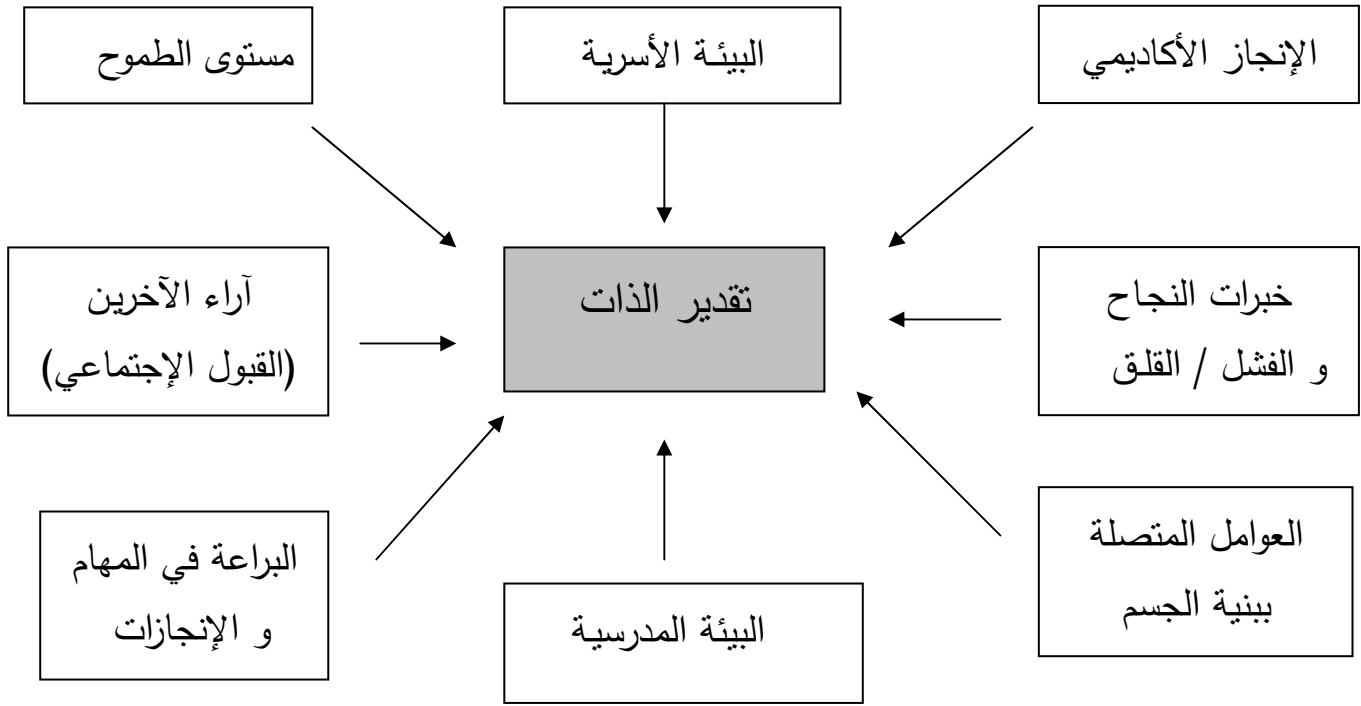 الإنجاز الأكاديمي
البيئة الأسرية
مستوى الطموح
خبرات النجاح
و الفشل / القلق
تقدير الذات
آراء الآخرين
(القبول الإجتماعي)
العوامل المتصلة
ببنية الجسم
البيئة المدرسية
البراعة في المهام
و الإنجازات